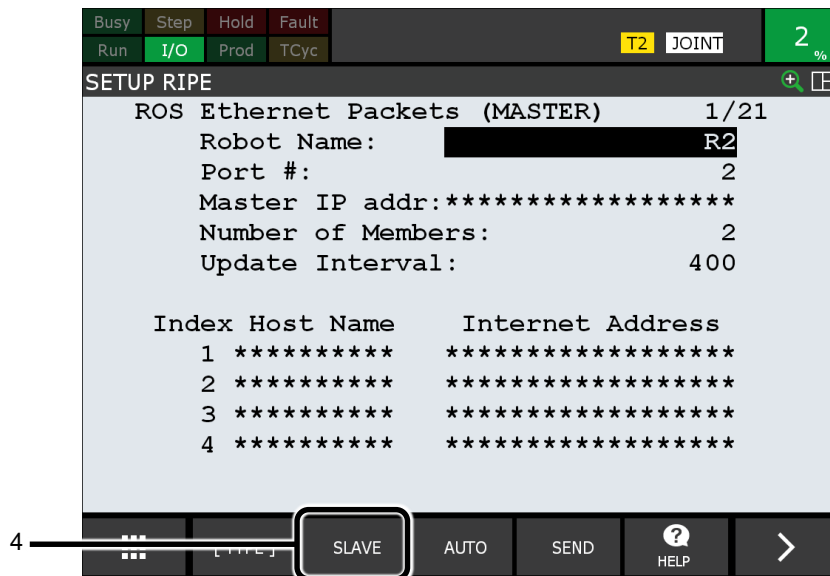 Busy Step Hold Fault
Run I/O Prod TCyc
T2 JOINT
2 %
SETUP RIPE
ROS Ethernet Packets (MASTER) 1/21
Robot Name: R2
Port #: 2
Master IP addr:******************
Number of Members: 2
Update Interval: 400
Index Host Name Internet Address
1 ********** ******************
2 ********** ******************
3 ********** ******************
4 ********** ******************
4
SLAVE AUTO SEND ? HELP >